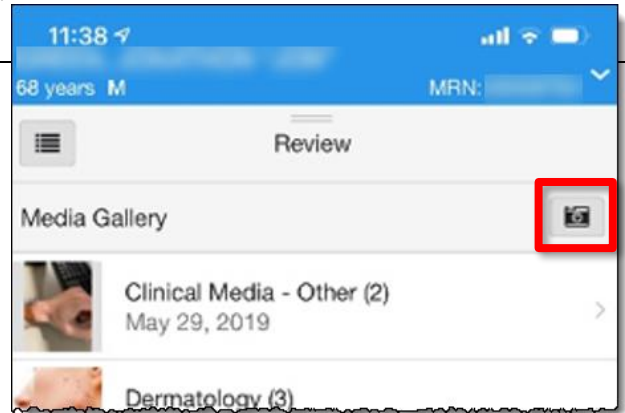 11:38
68 years M MRN:
Review
Media Gallery
Clinical Media - Other (2)
May 29, 2019
Dermatology (3)